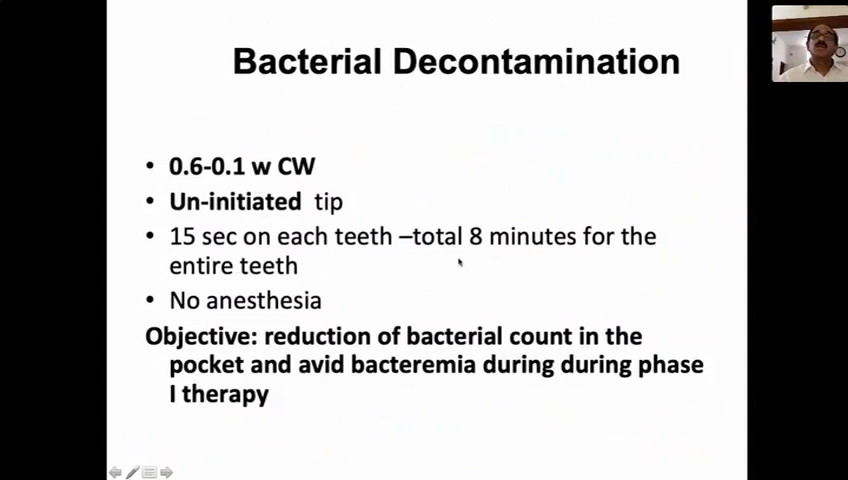 Bacterial Decontamination
• 0.6-0.1 w CW
• Un-initiated tip
• 15 sec on each teeth –total 8 minutes for the
entire teeth
• No anesthesia
Objective: reduction of bacterial count in the
pocket and avid bacteremia during during phase
I therapy